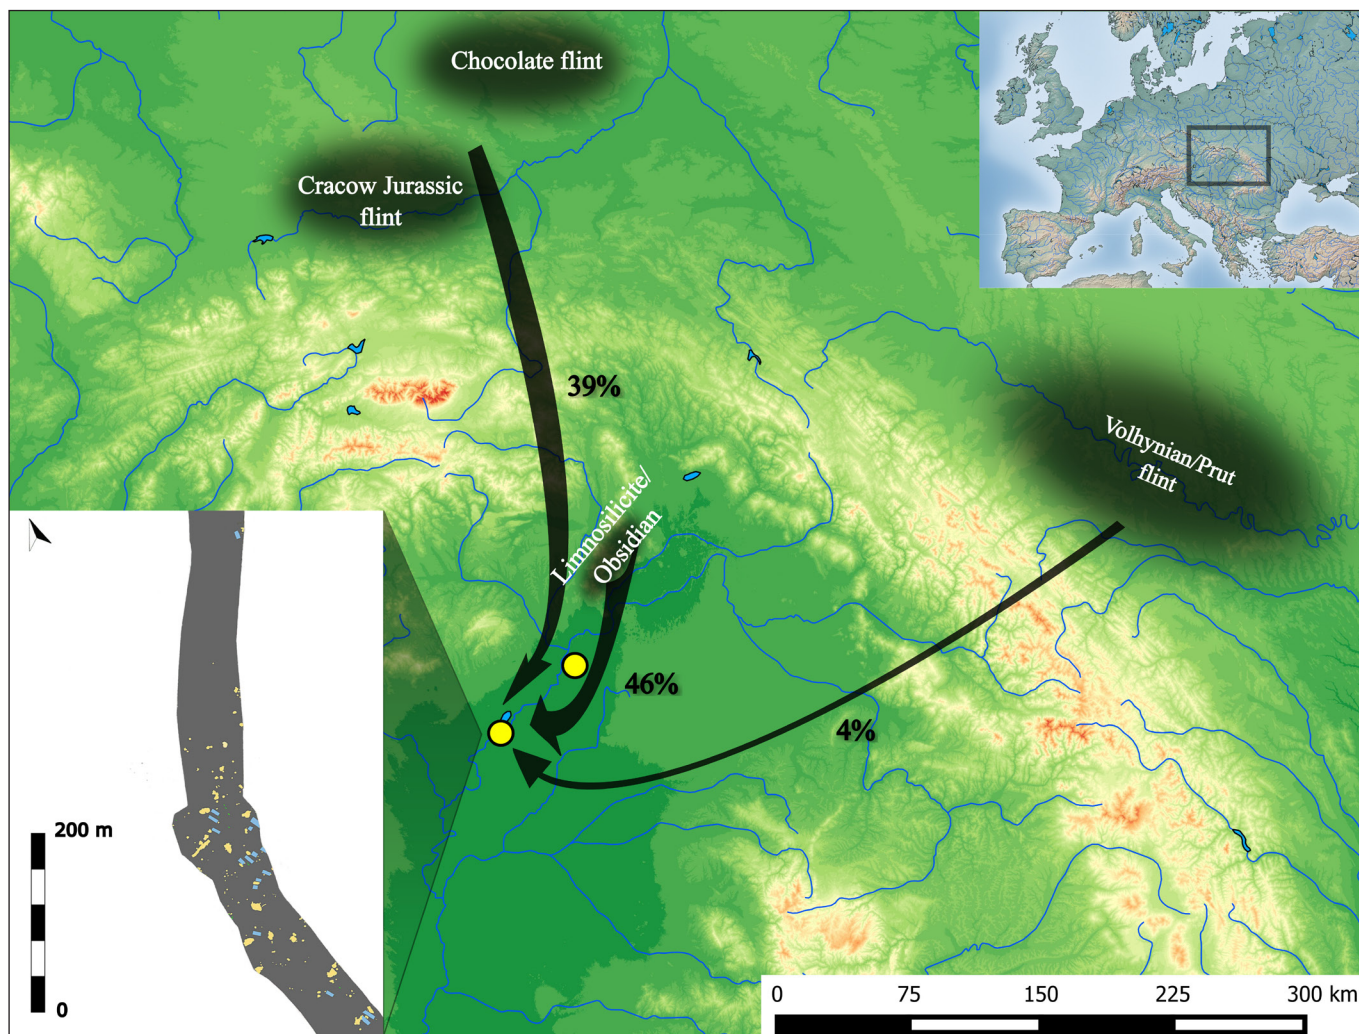 Chocolate flint
Cracow Jurassic
flint
39%
Volhynian/Prut
flint
Limnosilicite/
Obsidian
46%
4%
200 m
0
0 75 150 225 300 km